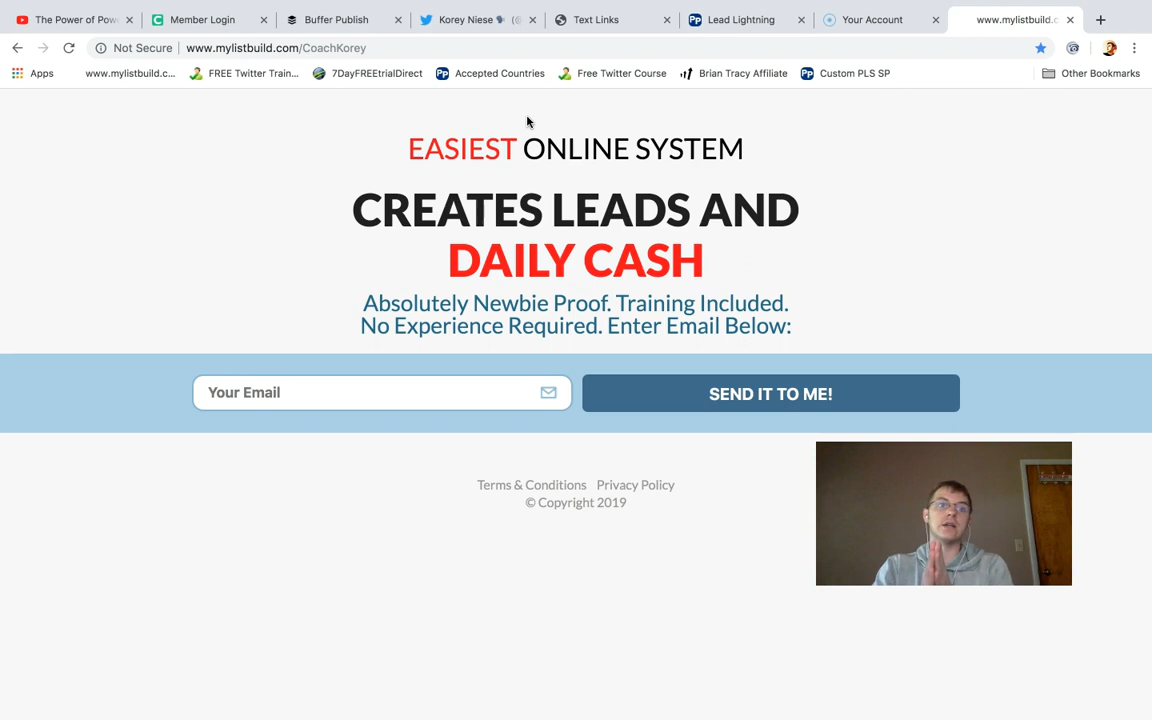 The Power of Pow
Member Login
Buffer Publish
Korey Niese
Text Links
Lead Lightning
Your Account
www.mylistbuild.c
Not Secure
www.mylistbuild.com/CoachKorey
Apps
www.mylistbuild.c...
FREE Twitter Train...
7DayFREEtrialDirect
Accepted Countries
Free Twitter Course
Brian Tracy Affiliate
Custom PLS SP
Other Bookmarks
EASIEST ONLINE SYSTEM
CREATES LEADS AND
DAILY CASH
Absolutely Newbie Proof. Training Included.
No Experience Required. Enter Email Below:
Your Email
SEND IT TO ME!
Terms & Conditions Privacy Policy
© Copyright 2019